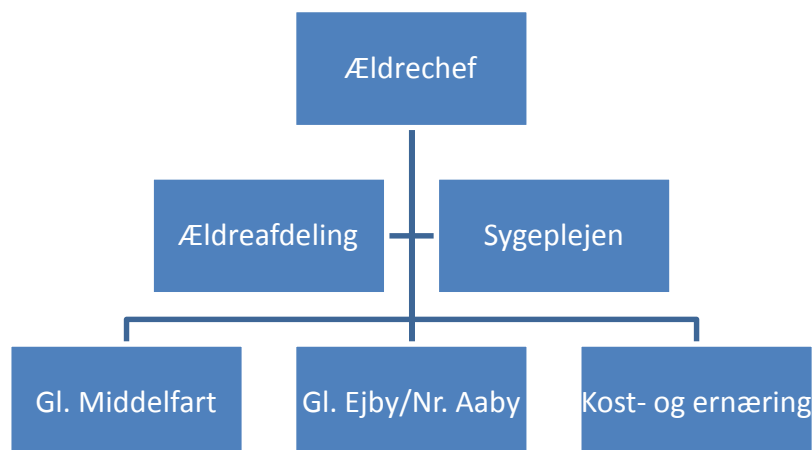 Ældrechef
Ældreafdeling
Sygeplejen
Gl. Middelfart
Gl. Ejby/Nr. Aaby
Kost- og ernæring